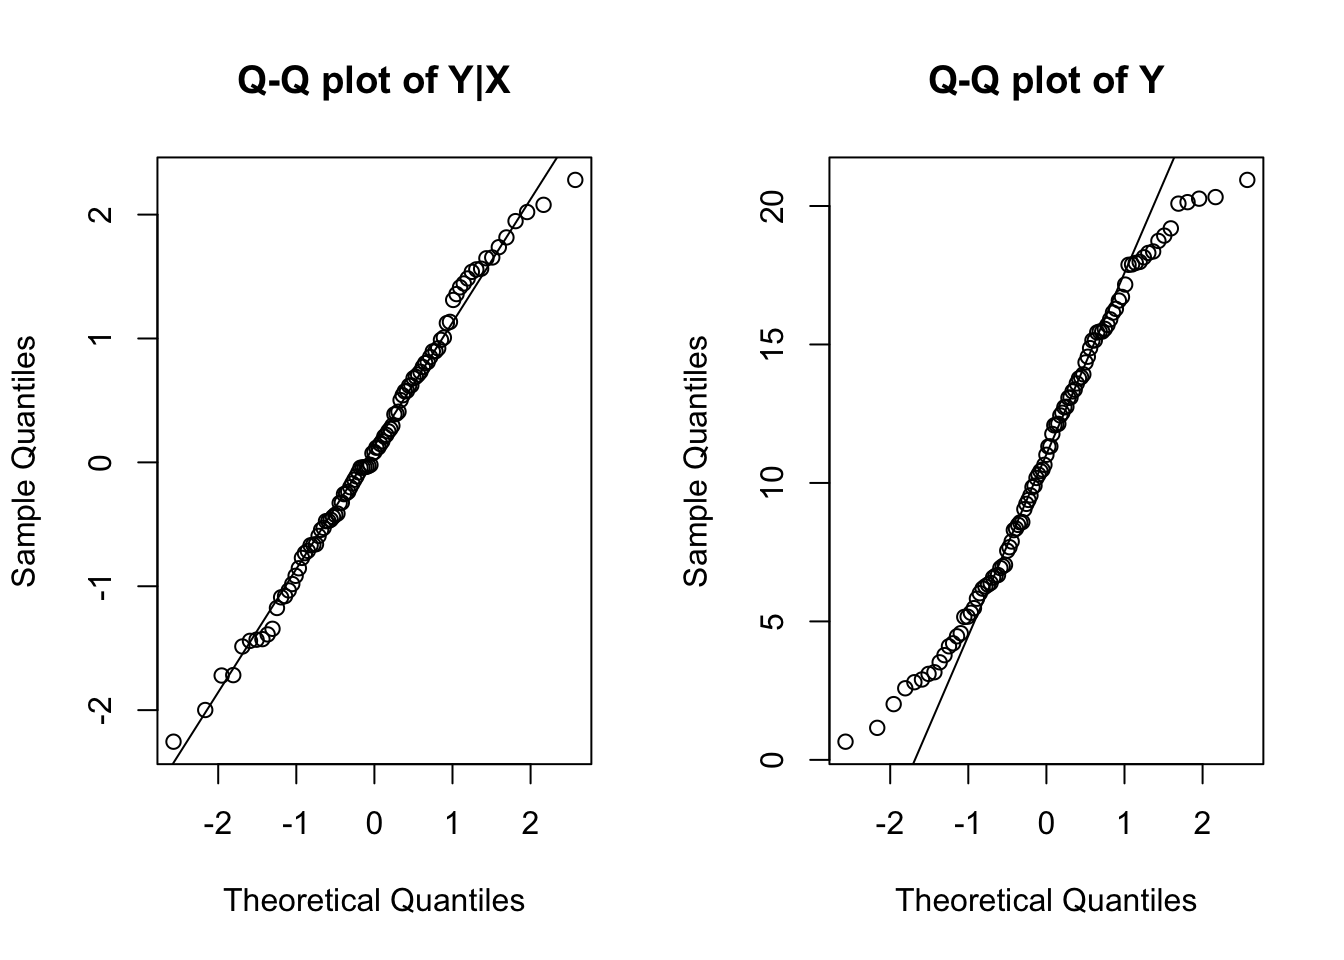 Q-Q plot of Y|X
Sample Quantiles
2
1
0
-1
-2
-2 -1 0 1 2
Theoretical Quantiles
Q-Q plot of Y
Sample Quantiles
20
15
10
5
0
-2 -1 0 1 2
Theoretical Quantiles